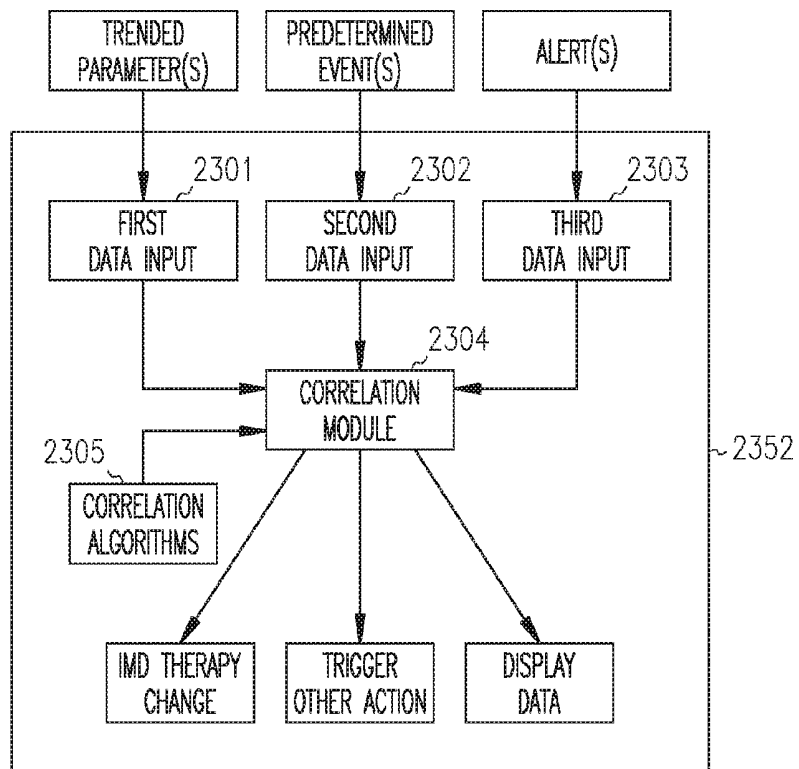 TRENDED
PARAMETER(S)
PREDETERMINED
EVENT(S)
ALERT(S)
2301
2302
2303
FIRST
DATA INPUT
SECOND
DATA INPUT
THIRD
DATA INPUT
2304
CORRELATION
MODULE
2305
2352
CORRELATION
ALGORITHMS
IMD THERAPY
CHANGE
TRIGGER
OTHER ACTION
DISPLAY
DATA